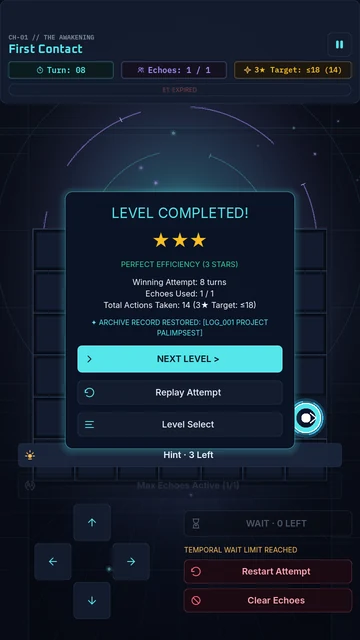 CH-01 // THE AWAKENING
First Contact
Turn: 08
Echoes: 1 / 1
3★ Target: ≤18 (14)
EXPIRED
LEVEL COMPLETED!
★★★
PERFECT EFFICIENCY (3 STARS)
Winning Attempt: 8 turns
Echoes Used: 1 / 1
Total Actions Taken: 14 (3★ Target: ≤18)
✦ ARCHIVE RECORD RESTORED: [LOG_001 PROJECT
PALIMPSEST]
NEXT LEVEL >
Replay Attempt
Level Select
Hint · 3 Left
Max Echoes Active (1/1)
WAIT · 0 LEFT
TEMPORAL WAIT LIMIT REACHED
Restart Attempt
Clear Echoes